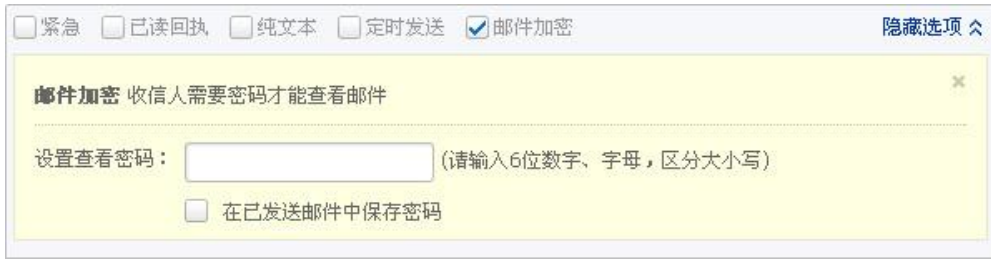 紧急 已读回执 纯文本 定时发送 邮件加密 隐藏选项
邮件加密 收信人需要密码才能查看邮件
设置查看密码： (请输入6位数字、字母，区分大小写)
在已发送邮件中保存密码